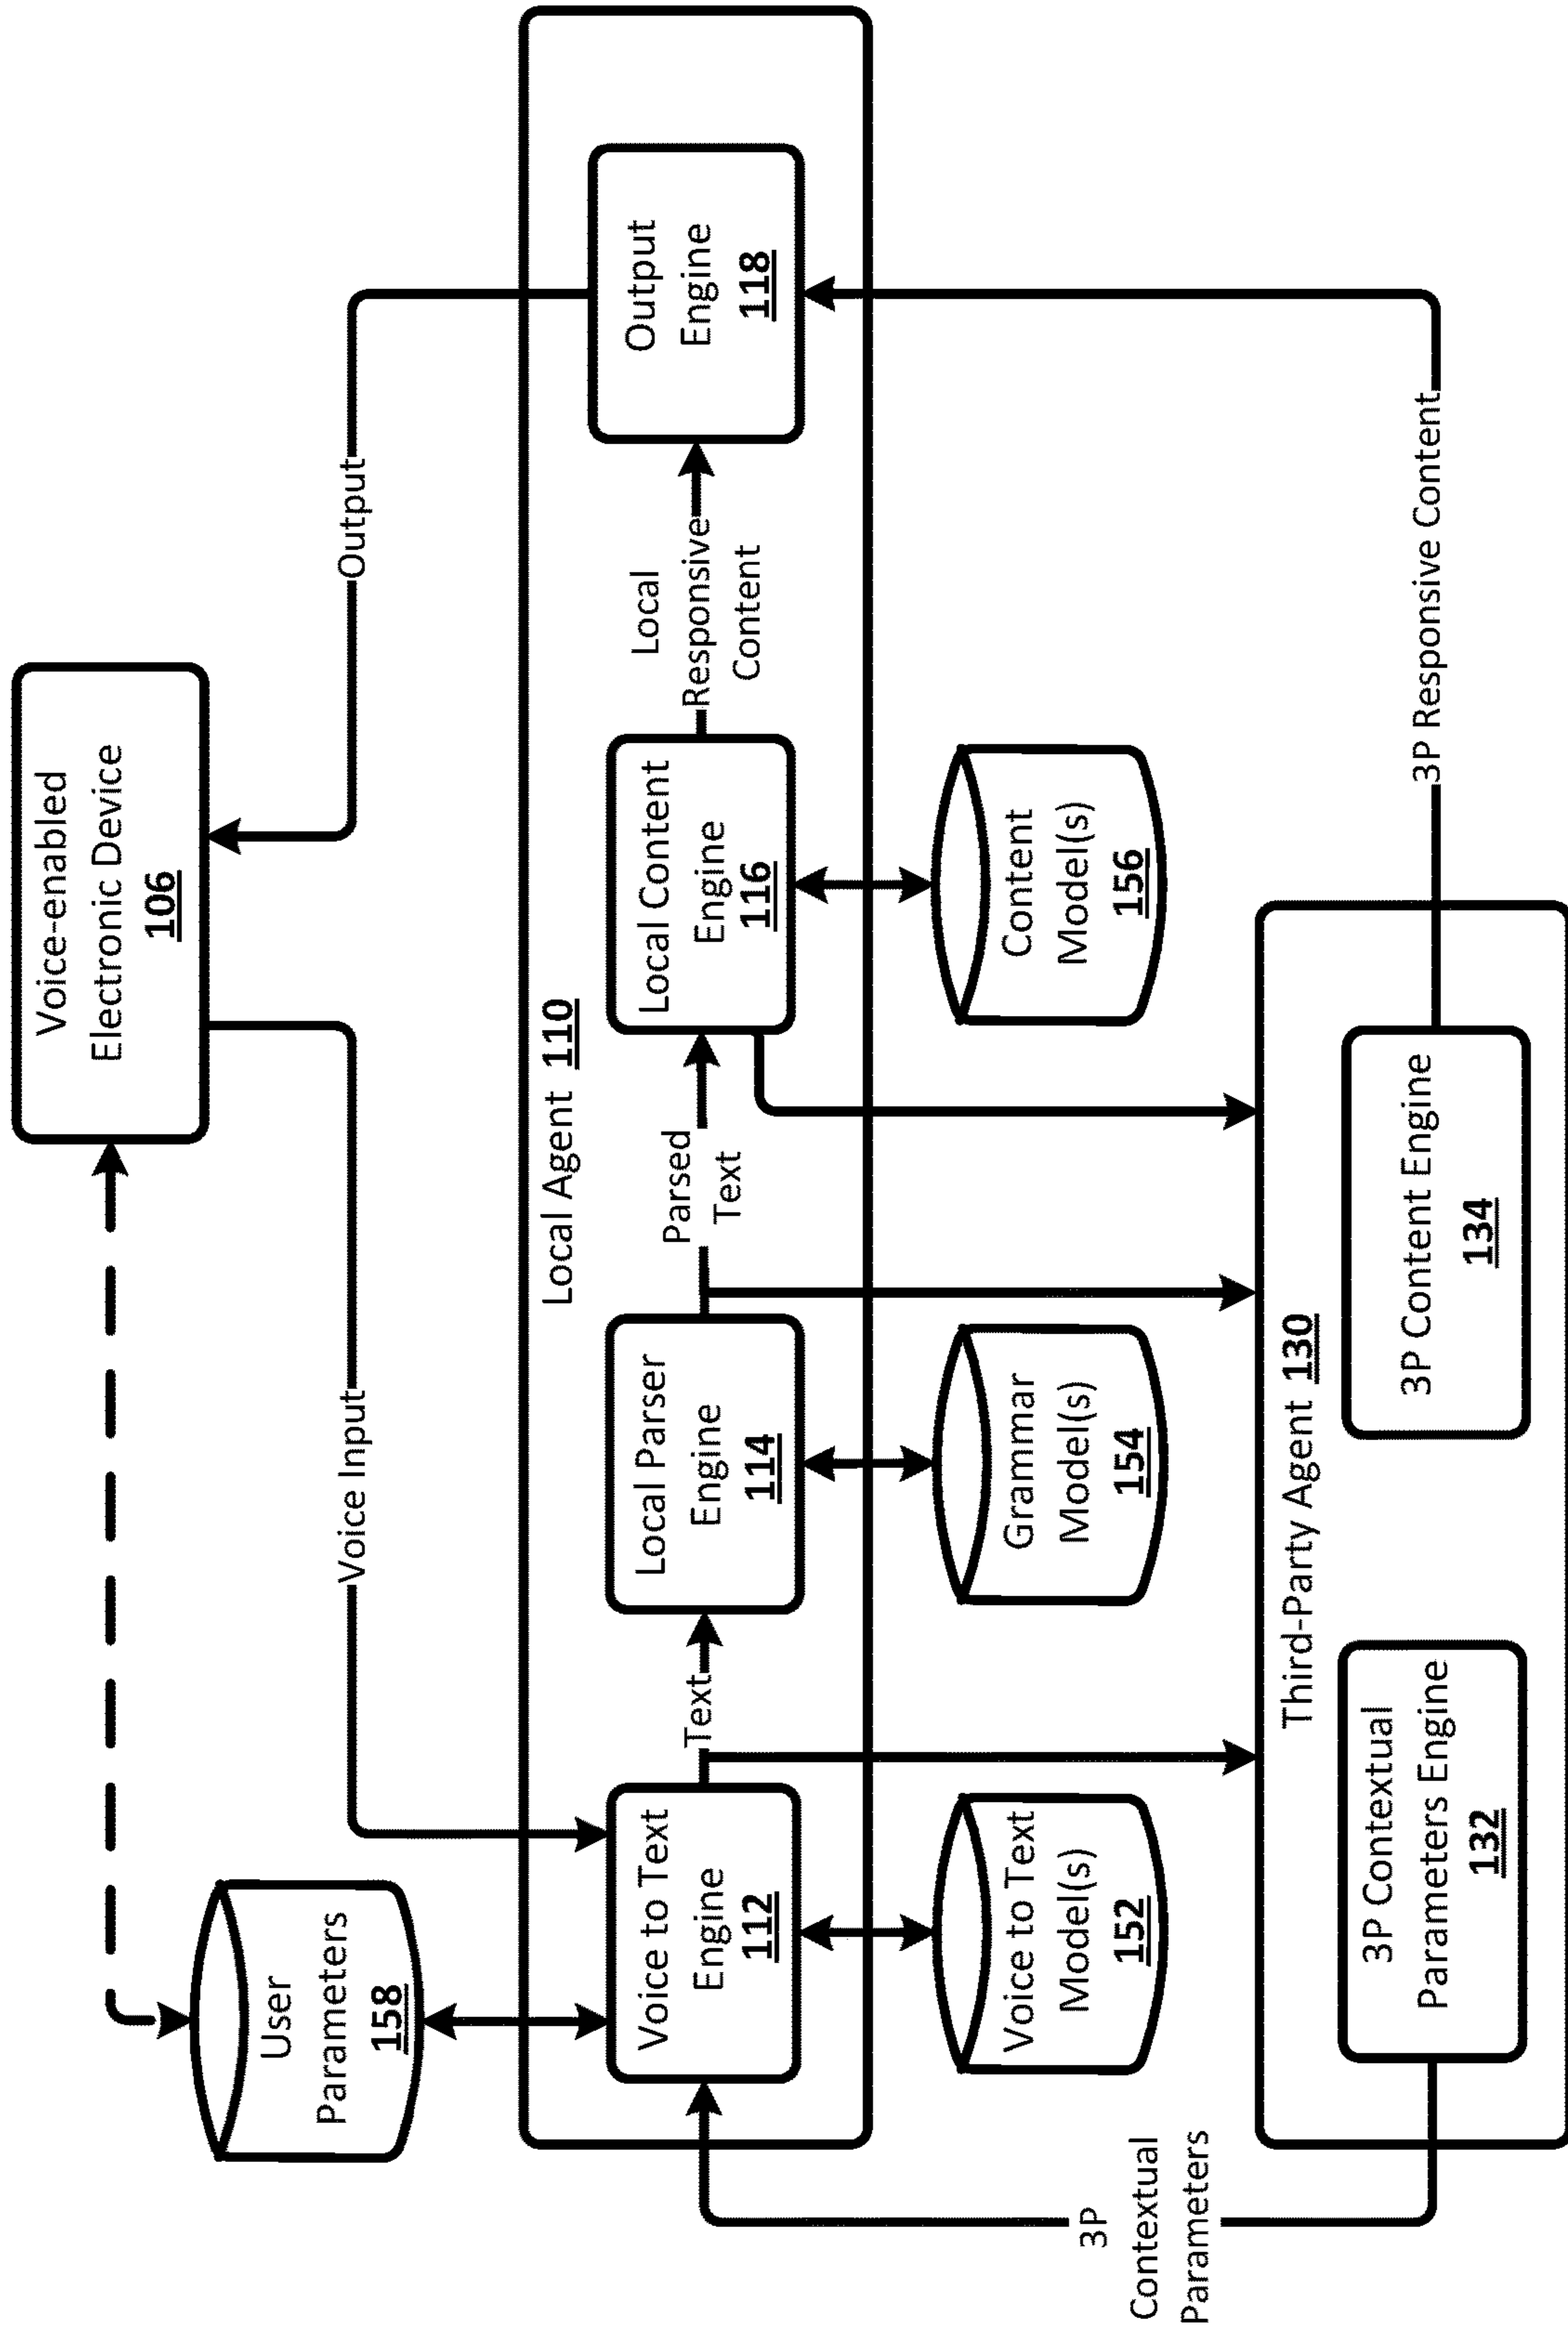 Voice-enabled
Electronic Device
106
User
Parameters
158
Voice Input
Output
Local Agent 110
Voice to Text
Engine
112
Text
Local Parser
Engine
114
Parsed
Text
Local Content
Engine
116
Local
Responsive
Content
Output
Engine
118
Voice to Text
Model(s)
152
Grammar
Model(s)
154
Content
Model(s)
156
3P
Contextual
Parameters
Third-Party Agent 130
3P Contextual
Parameters Engine
132
3P Content Engine
134
3P Responsive Content